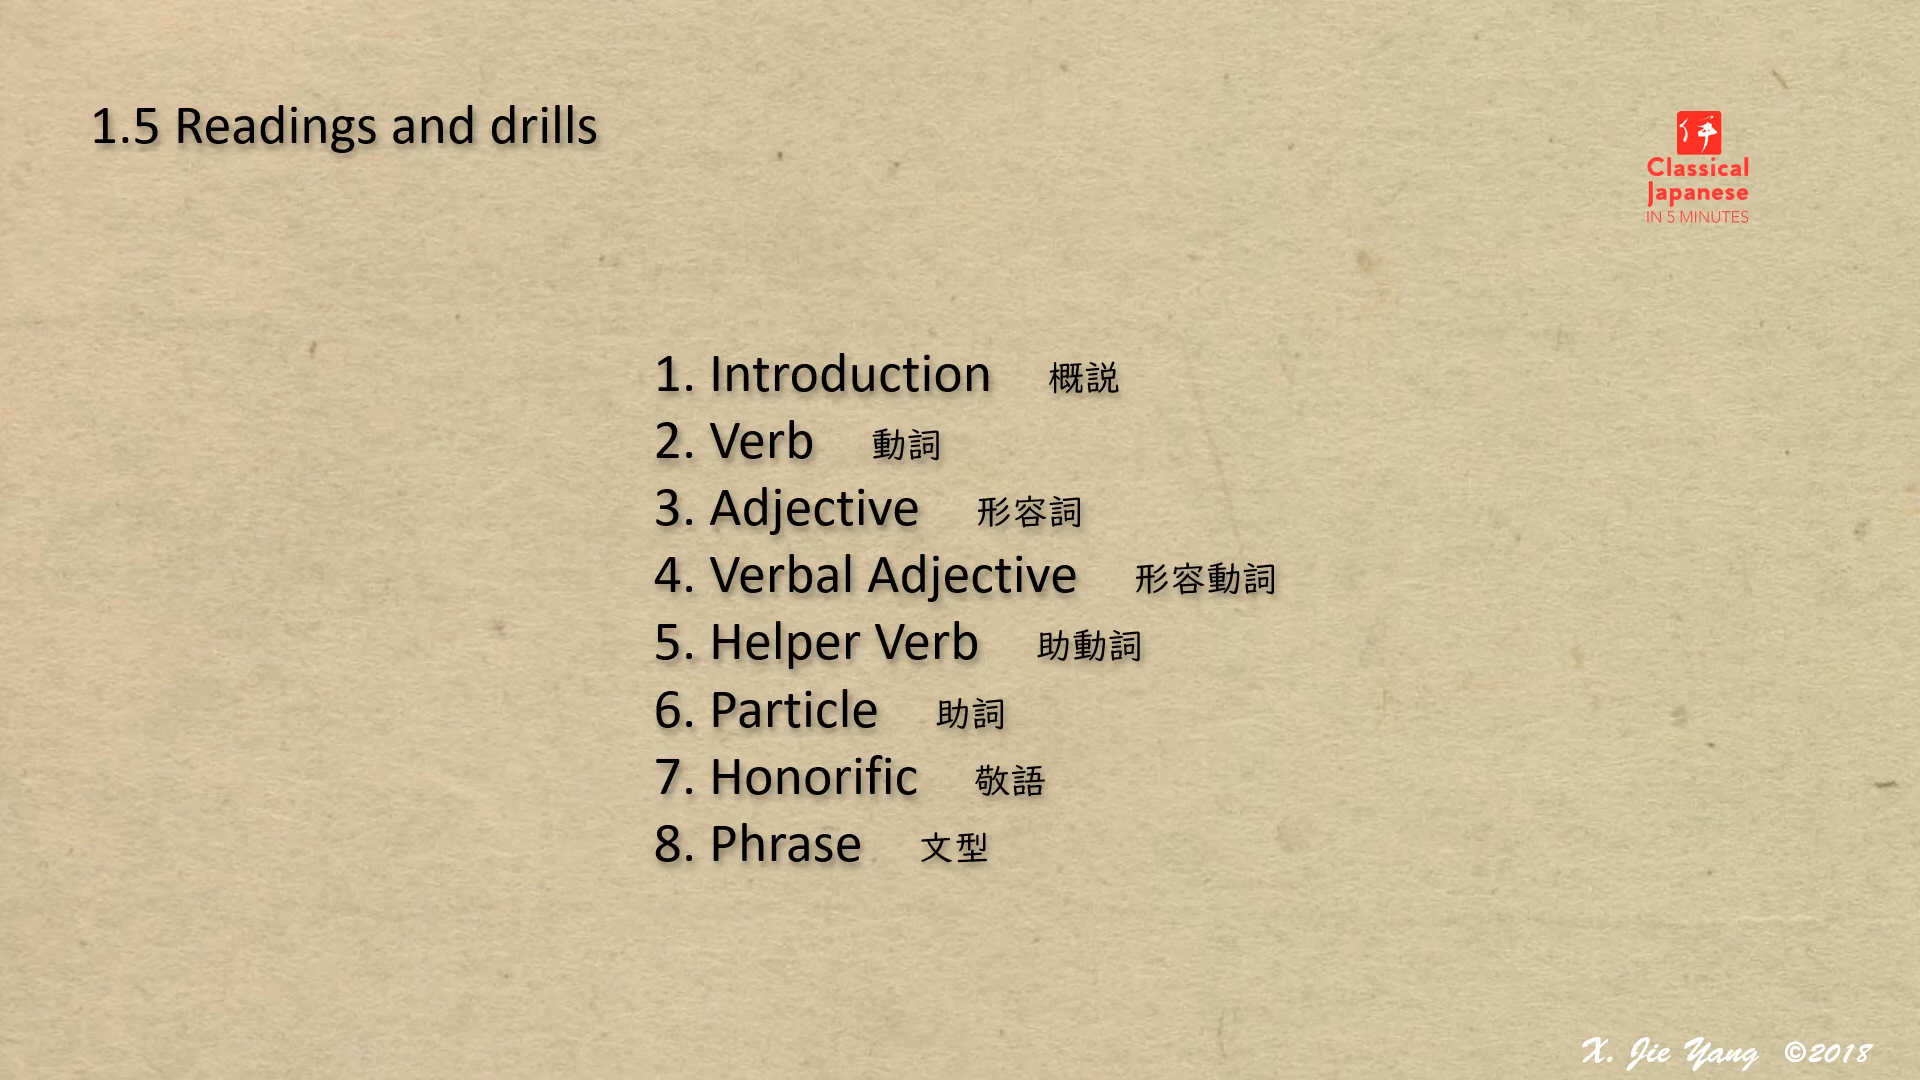 1.5 Readings and drills
Classical
Japanese
IN 5 MINUTES
1. Introduction 概説
2. Verb 動詞
3. Adjective 形容詞
4. Verbal Adjective 形容動詞
5. Helper Verb 助動詞
6. Particle 助詞
7. Honorific 敬語
8. Phrase 文型
X. Jie Yang ©2018